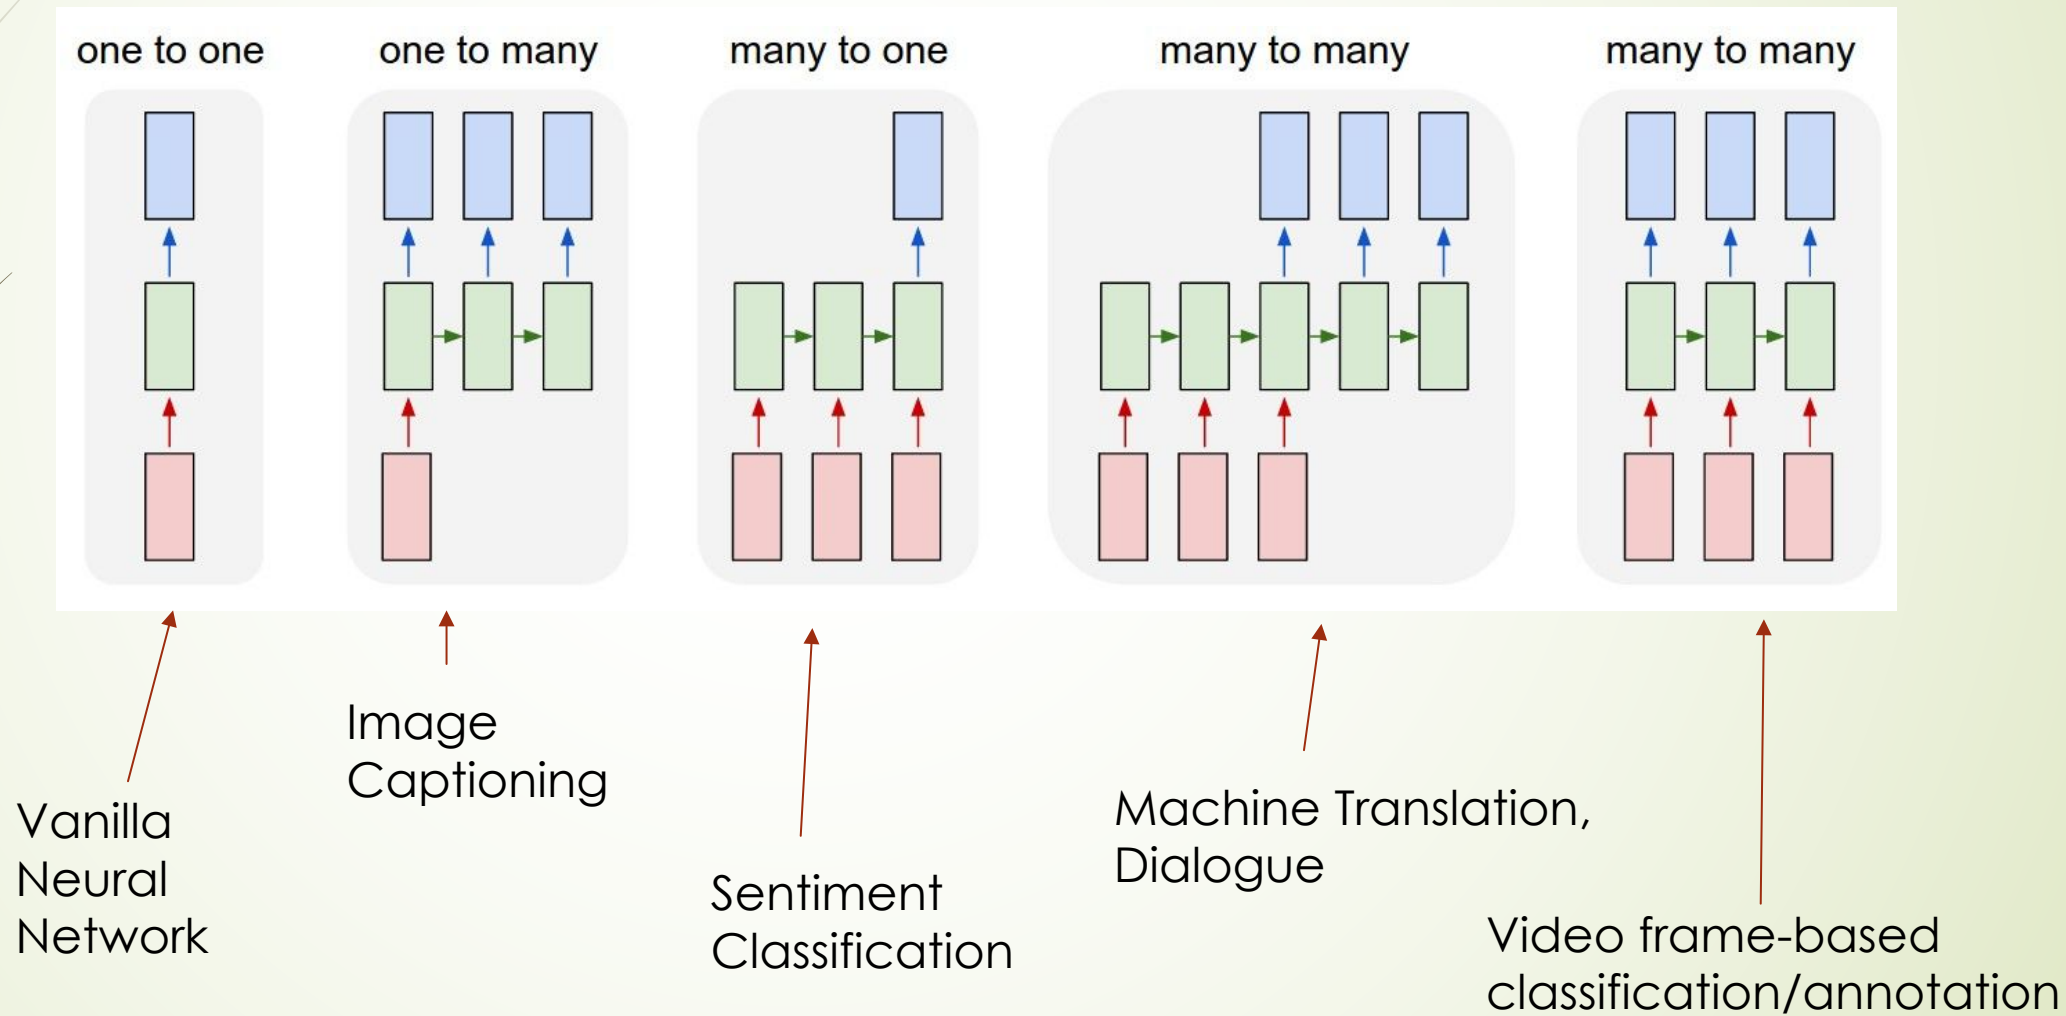 one to one
one to many
many to one
many to many
many to many
Vanilla
Neural
Network
Image
Captioning
Sentiment
Classification
Machine Translation,
Dialogue
Video frame-based
classification/annotation